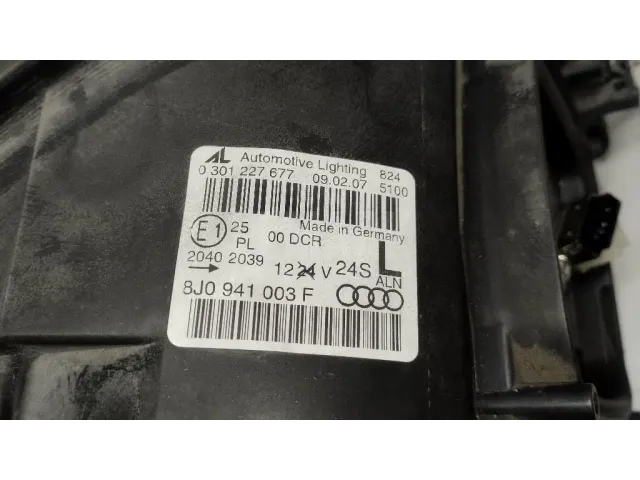 AL Automotive Lighting 824
0 301 227 677 09.02.07 5100
Made in Germany
E1 25 00 DCR L
PL
2040 2039 12 24 V 24S ALN
8J0 941 003 F